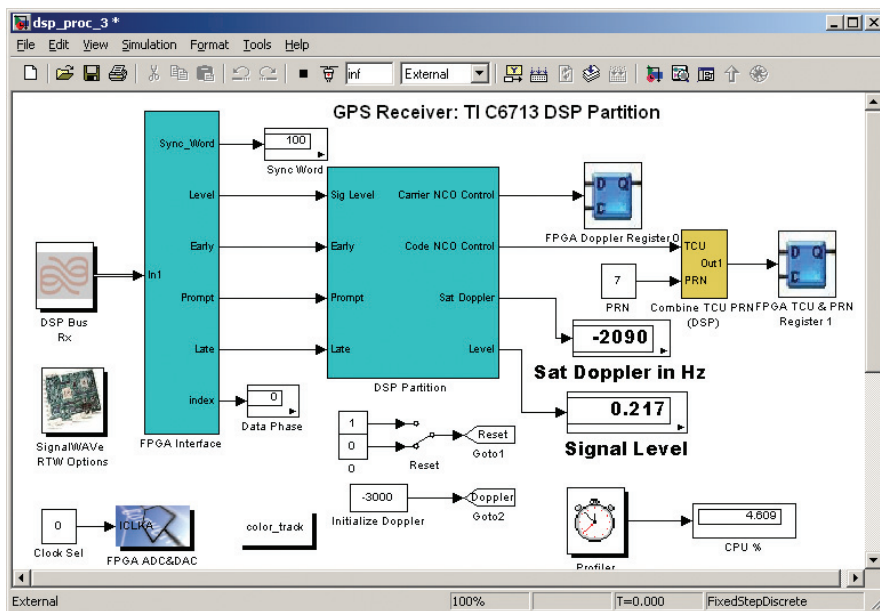 dsp_proc_3 *
File Edit View Simulation Format Tools Help
inf External
GPS Receiver: TI C6713 DSP Partition
Sync_Word
100
Sync Word
Level
Early
Prompt
Late
index
In1
FPGA Interface
DSP Bus
Rx
Sig Level
Early
Prompt
Late
Carrier NCO Control
Code NCO Control
Sat Doppler
Level
DSP Partition
D Q
C
FPGA Doppler Register 0
TCU
Out1
PRN
7
PRN
Combine TCU PRN
(DSP)
D Q
C
FPGA TCU & PRN
Register 1
-2090
Sat Doppler in Hz
0.217
Signal Level
0
Data Phase
SignalWAVe
RTW Options
1
0
0
Reset
Reset
Goto1
-3000
Initialize Doppler
Doppler
Goto2
0
Clock Sel
ICLKA
FPGA ADC&DAC
color_track
Profiler
4.609
CPU %
External 100% T=0.000 FixedStepDiscrete